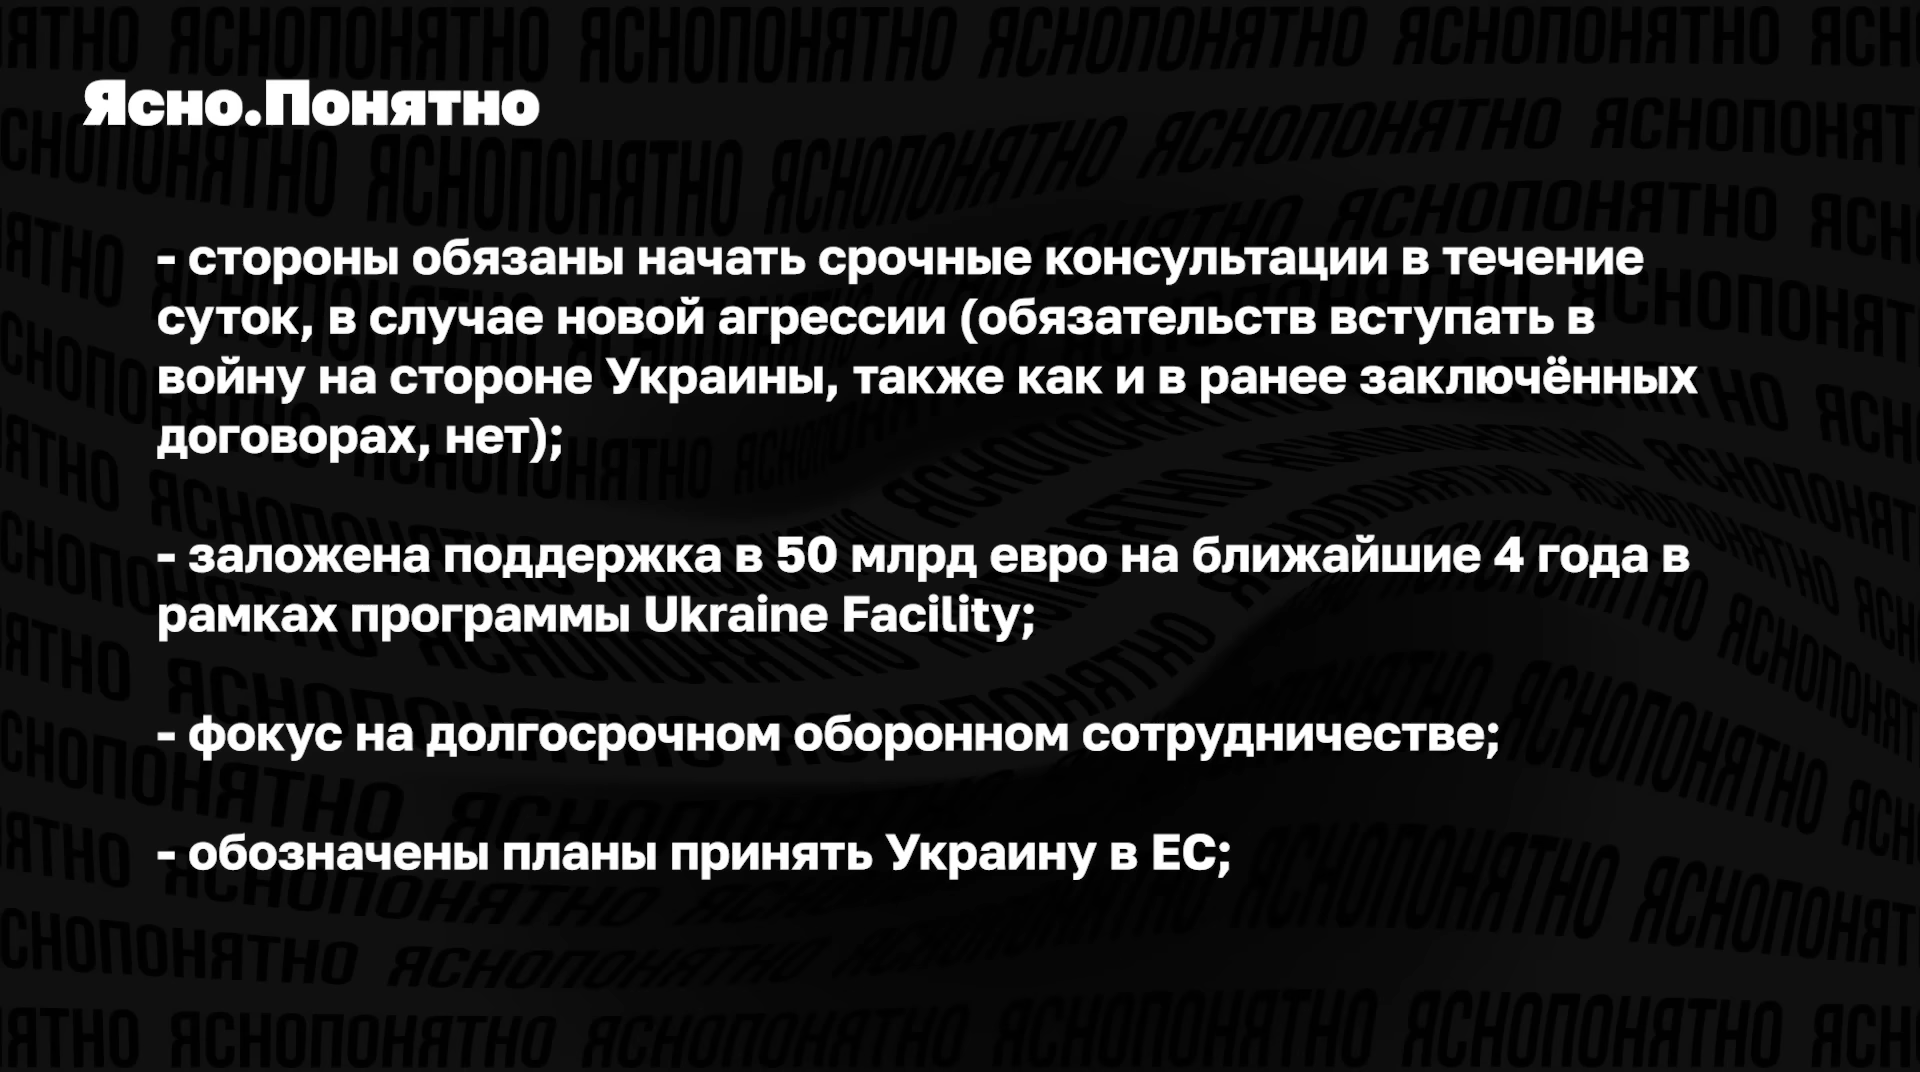 Ясно.Понятно
- стороны обязаны начать срочные консультации в течение
суток, в случае новой агрессии (обязательств вступать в
войну на стороне Украины, также как и в ранее заключённых
договорах, нет);
- заложена поддержка в 50 млрд евро на ближайшие 4 года в
рамках программы Ukraine Facility;
- фокус на долгосрочном оборонном сотрудничестве;
- обозначены планы принять Украину в ЕС;